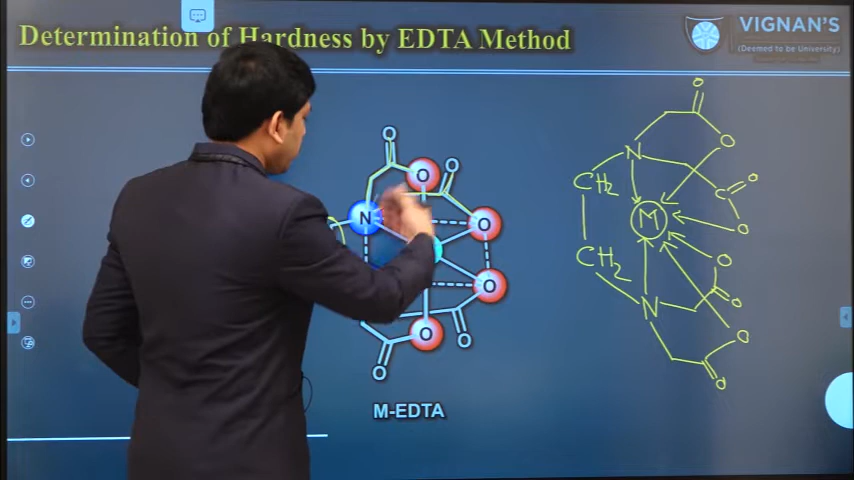 Determination of Hardness by EDTA Method
VIGNAN'S
(Deemed to be University)
O
O
O
N
O
O
O
O
O
M-EDTA
O
O
N
CH2
C
O
M
O
CH2
O
O
N
O
O